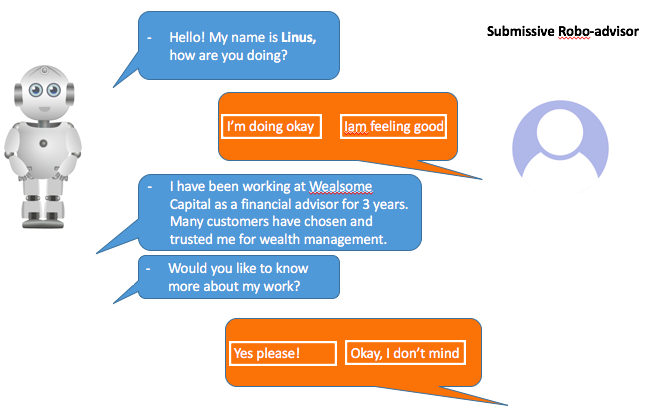 Submissive Robo-advisor
- Hello! My name is Linus,
how are you doing?
I'm doing okay
Iam feeling good
- I have been working at Wealsome
Capital as a financial advisor for 3 years.
Many customers have chosen and
trusted me for wealth management.
- Would you like to know
more about my work?
Yes please!
Okay, I don't mind